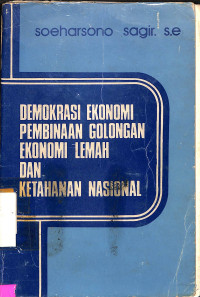 soeharsono sagir. s.e
DEMOKRASI EKONOMI
PEMBINAAN GOLONGAN
EKONOMI LEMAH
DAN
KETAHANAN NASIONAL